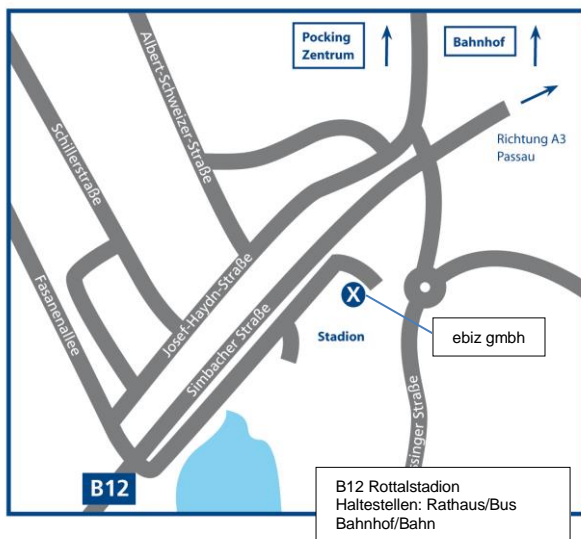 Pocking
Zentrum
Bahnhof
Richtung A3
Passau
Albert-Schweizer-Straße
Schillerstraße
Fasanenallee
Josef-Haydn-Straße
Simbacher Straße
X
Stadion
ebiz gmbh
Straße
B12
B12 Rottalstadion
Haltestellen: Rathaus/Bus
Bahnhof/Bahn